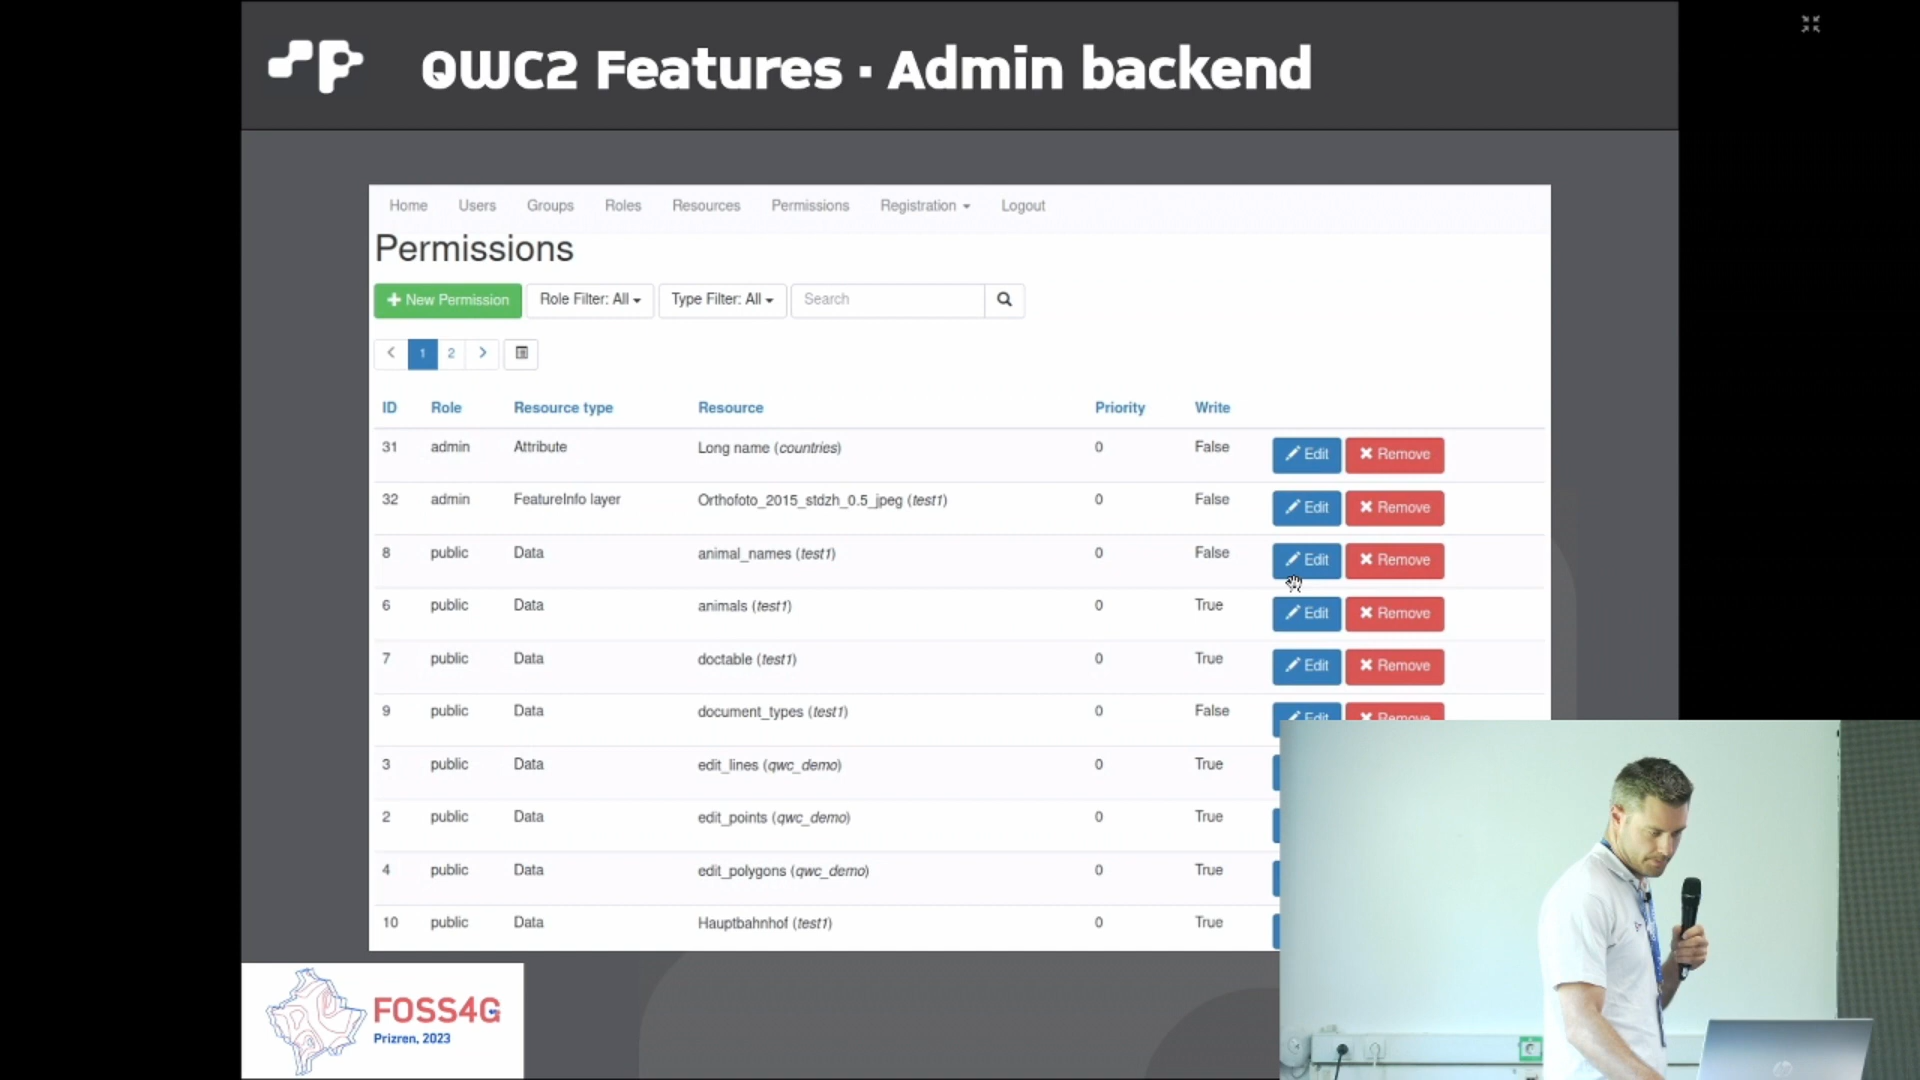 QWC2 Features · Admin backend
Home Users Groups Roles Resources Permissions Registration Logout
Permissions
New Permission Role Filter: All Type Filter: All Search
1 2
ID Role Resource type Resource Priority Write
31 admin Attribute Long name (countries) 0 False Edit Remove
32 admin FeatureInfo layer Orthofoto_2015_stdzh_0.5_jpeg (test1) 0 False Edit Remove
8 public Data animal_names (test1) 0 False Edit Remove
6 public Data animals (test1) 0 True Edit Remove
7 public Data doctable (test1) 0 True Edit Remove
9 public Data document_types (test1) 0 False Edit Remove
3 public Data edit_lines (qwc_demo) 0 True
2 public Data edit_points (qwc_demo) 0 True
4 public Data edit_polygons (qwc_demo) 0 True
10 public Data Hauptbahnhof (test1) 0 True
FOSS4G
Prizren, 2023